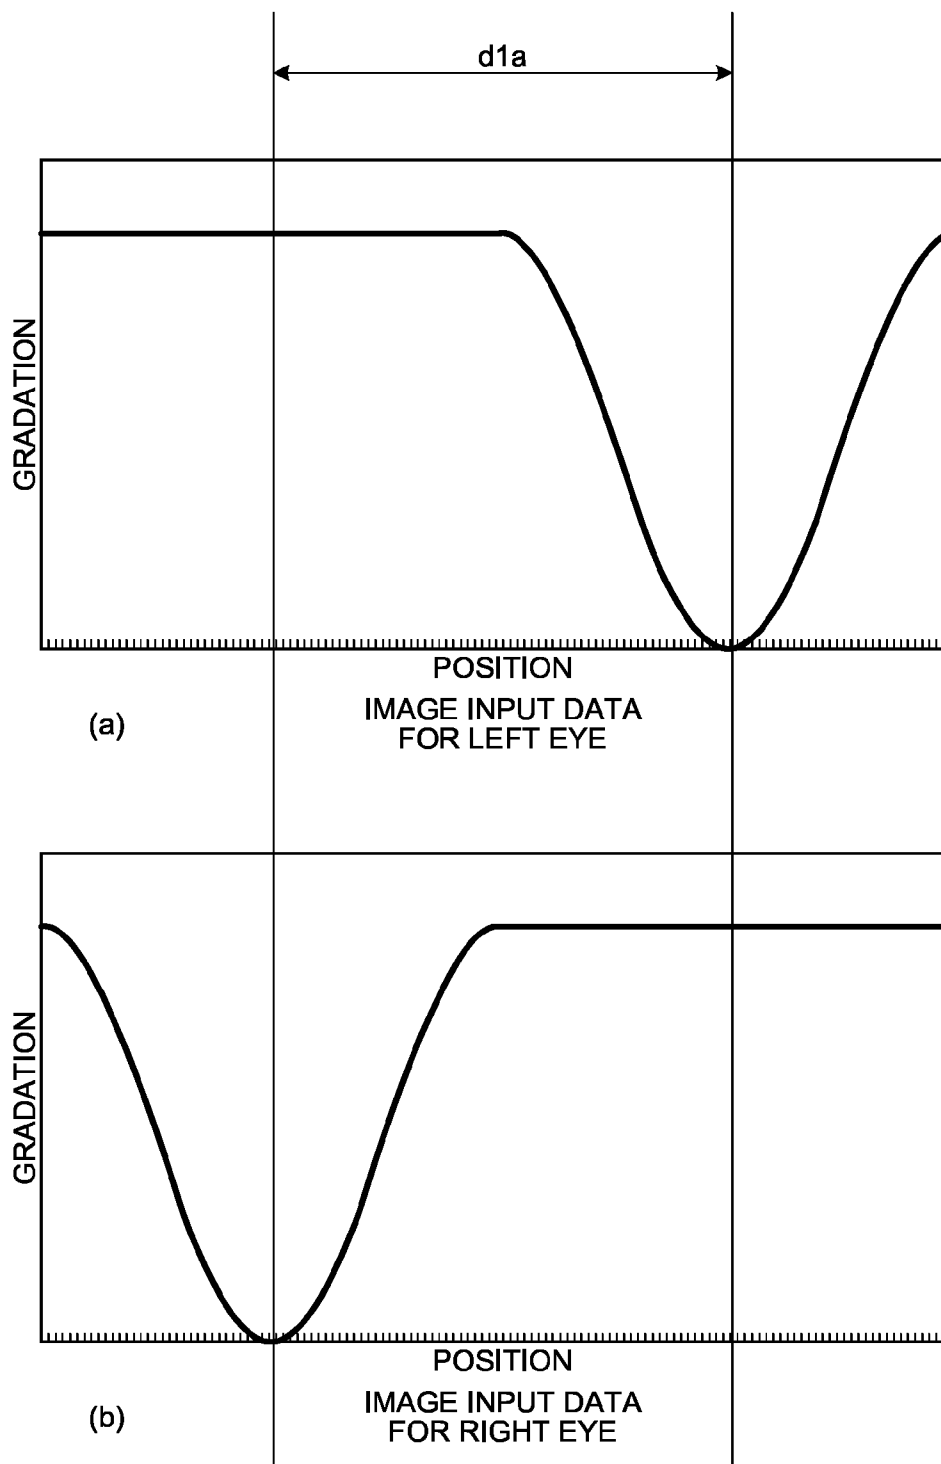 d1a
GRADATION
POSITION
(a)
IMAGE INPUT DATA
FOR LEFT EYE
GRADATION
POSITION
(b)
IMAGE INPUT DATA
FOR RIGHT EYE